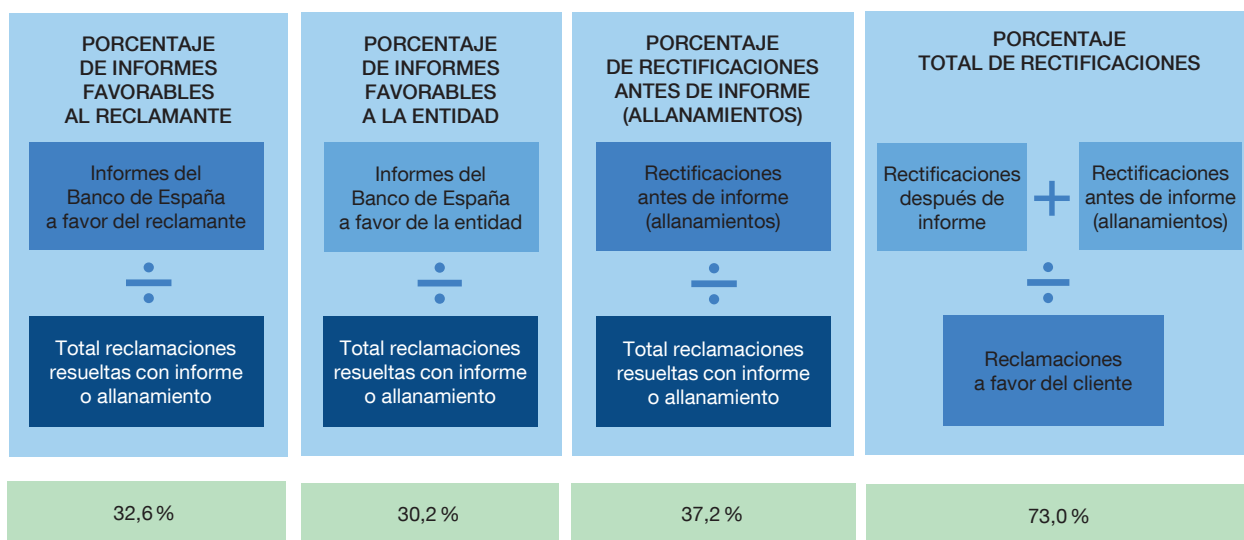 PORCENTAJE
DE INFORMES
FAVORABLES
AL RECLAMANTE
Informes del
Banco de España
a favor del reclamante
÷
Total reclamaciones
resueltas con informe
o allanamiento
32,6 %
PORCENTAJE
DE INFORMES
FAVORABLES
A LA ENTIDAD
Informes del
Banco de España
a favor de la entidad
÷
Total reclamaciones
resueltas con informe
o allanamiento
30,2 %
PORCENTAJE
DE RECTIFICACIONES
ANTES DE INFORME
(ALLANAMIENTOS)
Rectificaciones
antes de informe
(allanamientos)
÷
Total reclamaciones
resueltas con informe
o allanamiento
37,2 %
PORCENTAJE
TOTAL DE RECTIFICACIONES
Rectificaciones
después de
informe
+
Rectificaciones
antes de informe
(allanamientos)
÷
Reclamaciones
a favor del cliente
73,0 %